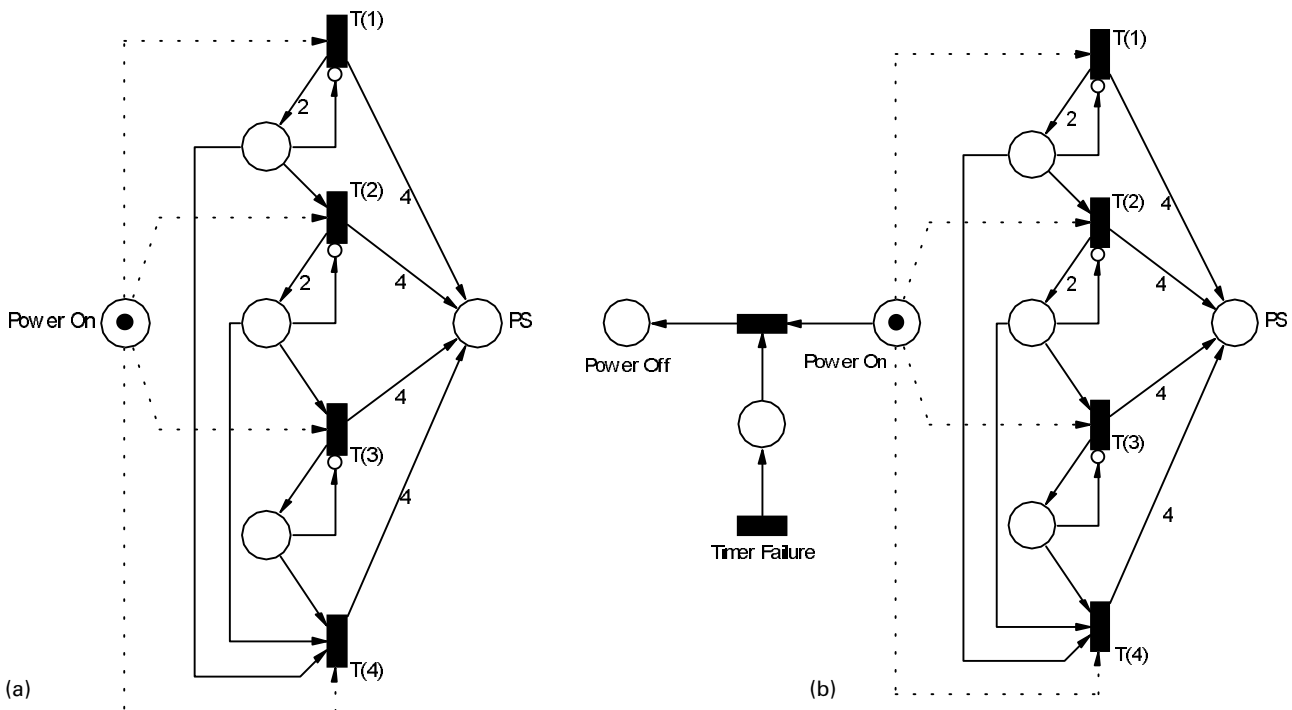 T(1)
2
4
T(2)
2
4
Power On
PS
4
T(3)
4
T(4)
(a)
T(1)
2
4
T(2)
2
4
Power Off
Power On
PS
4
T(3)
4
Timer Failure
T(4)
(b)